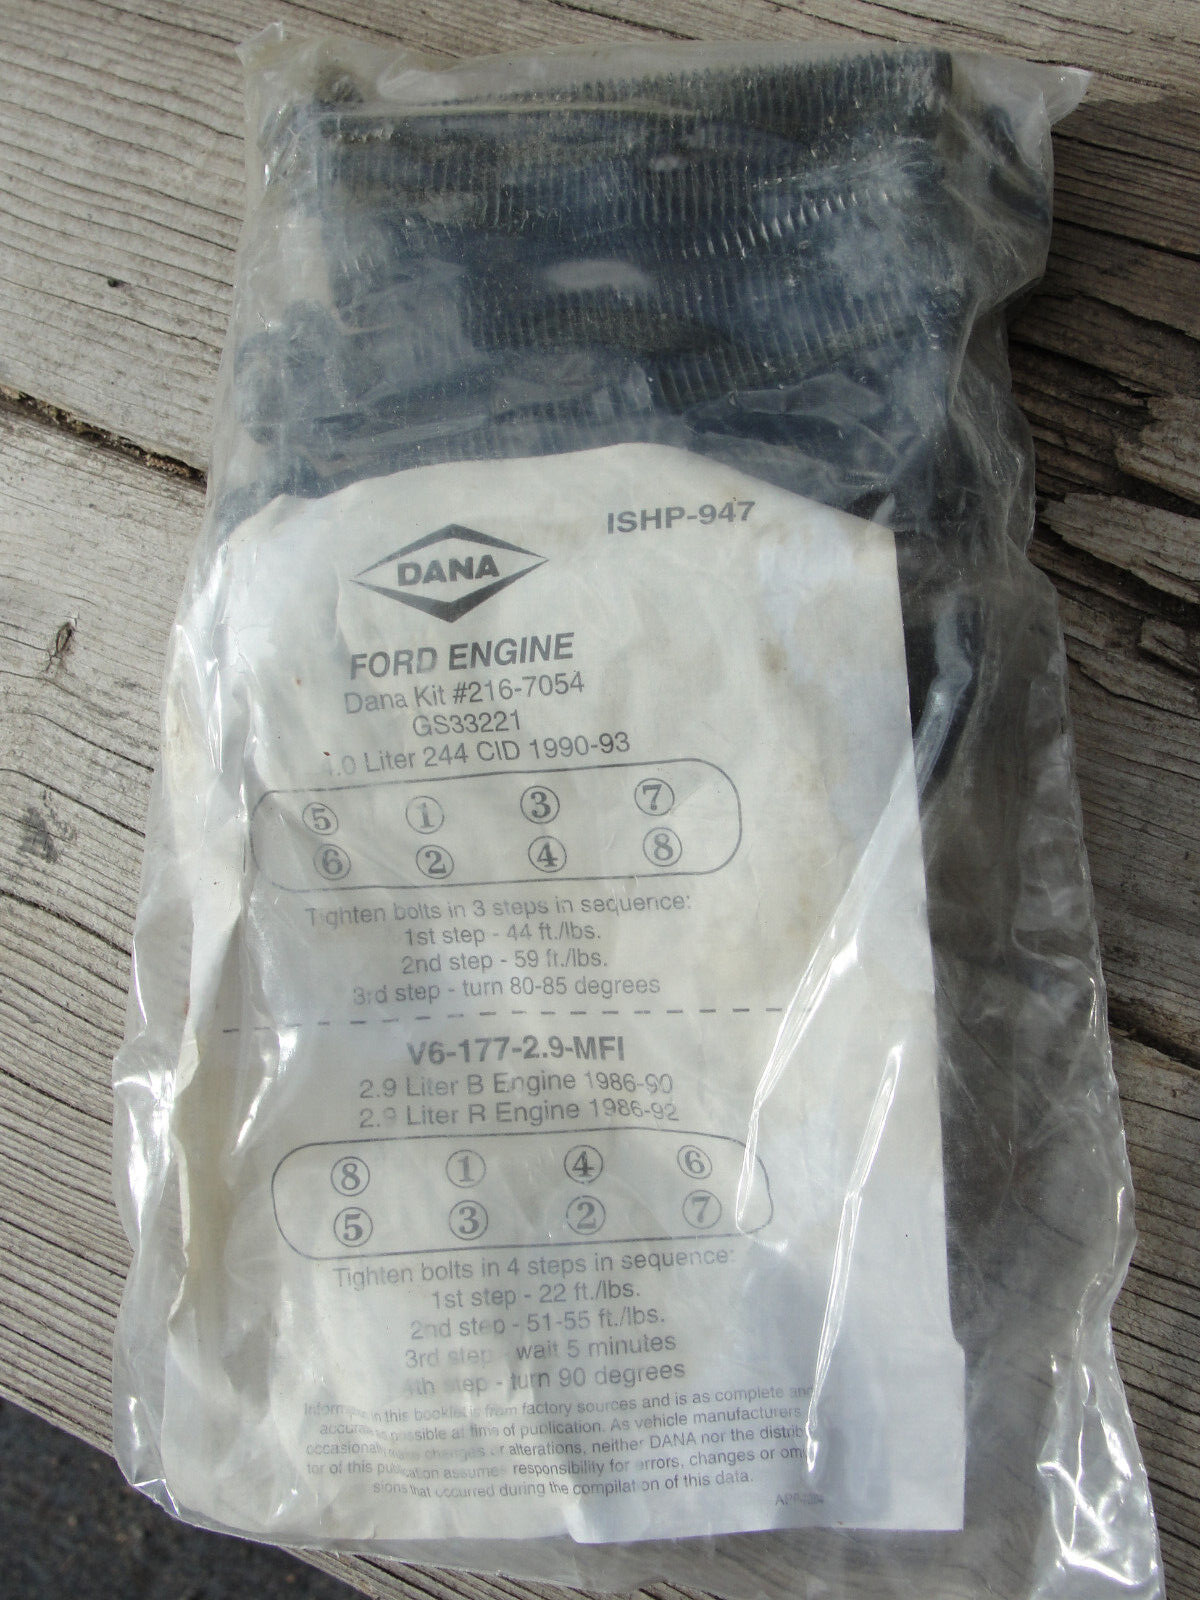 ISHP-947
DANA
FORD ENGINE
Dana Kit #216-7054
GS33221
.0 Liter 244 CID 1990-93
5 1 3 7
6 2 4 8
Tighten bolts in 3 steps in sequence:
1st step - 44 ft./lbs.
2nd step - 59 ft./lbs.
3rd step - turn 80-85 degrees
V6-177-2.9-MFI
2.9 Liter B Engine 1986-90
2.9 Liter R Engine 1986-92
8 1 4 6
5 3 2 7
Tighten bolts in 4 steps in sequence:
1st step - 22 ft./lbs.
2nd step - 51-55 ft./lbs.
3rd step - wait 5 minutes
4th step - turn 90 degrees
in this booklet is from factory sources and is as complete and
possible at time of publication. As vehicle manufacturers
occasionally changes or alterations, neither DANA nor the distrib
tor of this publication assumes responsibility for errors, changes or om
sions that occurred during the compilation of this data.